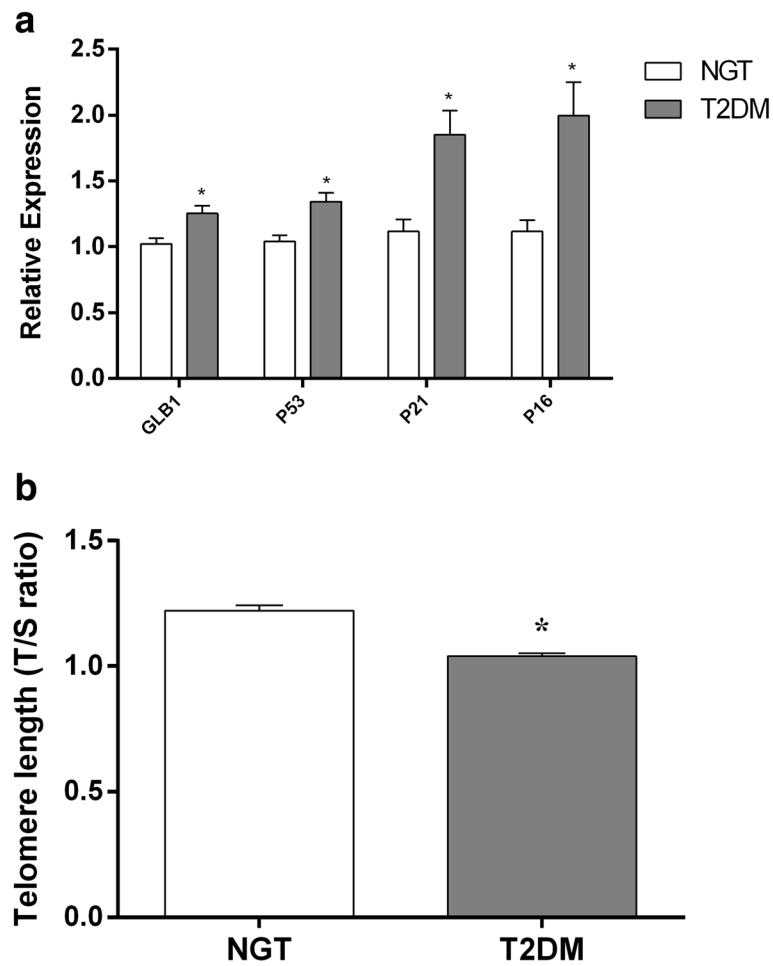 a
2.5
2.0
1.5
1.0
0.5
0.0
Relative Expression
* * * *
GLB1 P53 P21 P16
NGT
T2DM
b
1.5
1.0
0.5
0.0
Telomere length (T/S ratio)
*
NGT T2DM